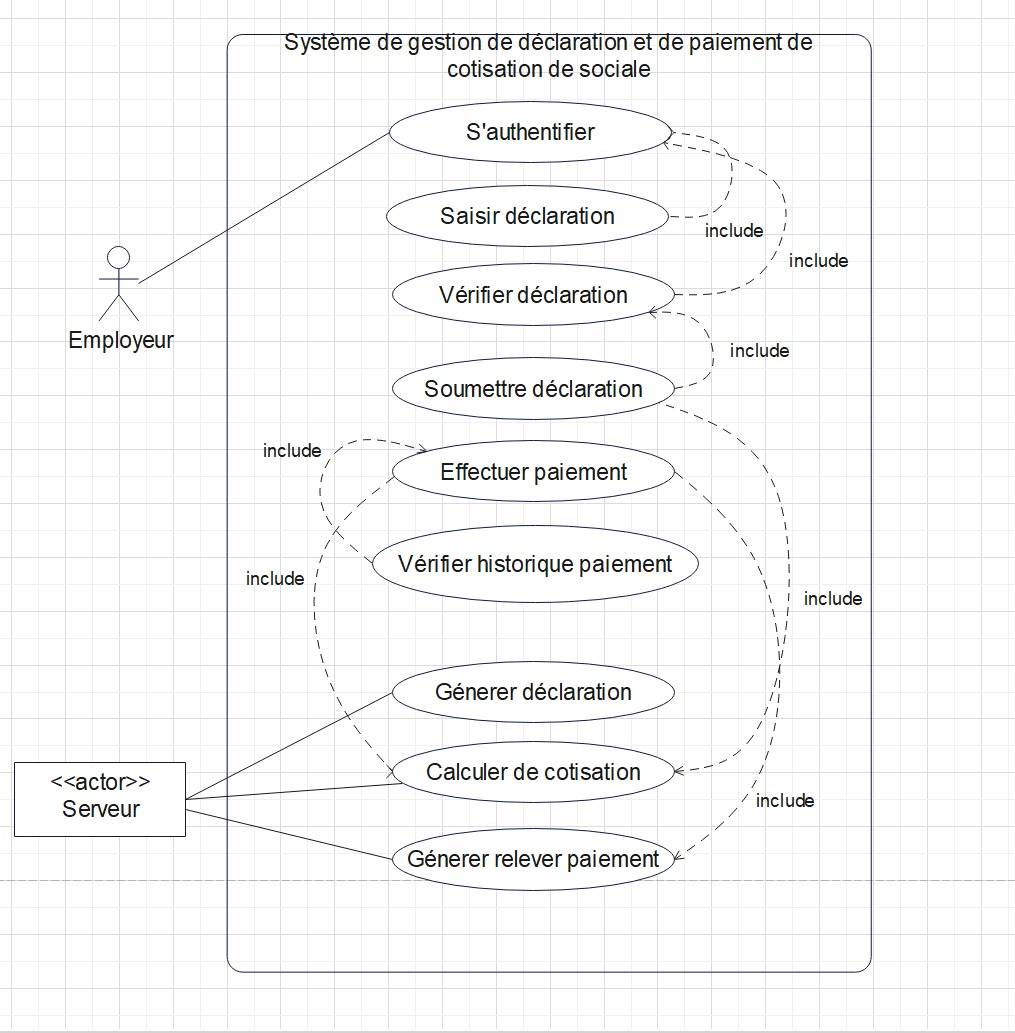 Système de gestion de déclaration et de paiement de
cotisation de sociale
S'authentifier
Saisir déclaration
include
include
Vérifier déclaration
Employeur
include
Soumettre déclaration
include
Effectuer paiement
Vérifier historique paiement
include
include
Génerer déclaration
<<actor>>
Serveur
Calculer de cotisation
include
Génerer relever paiement